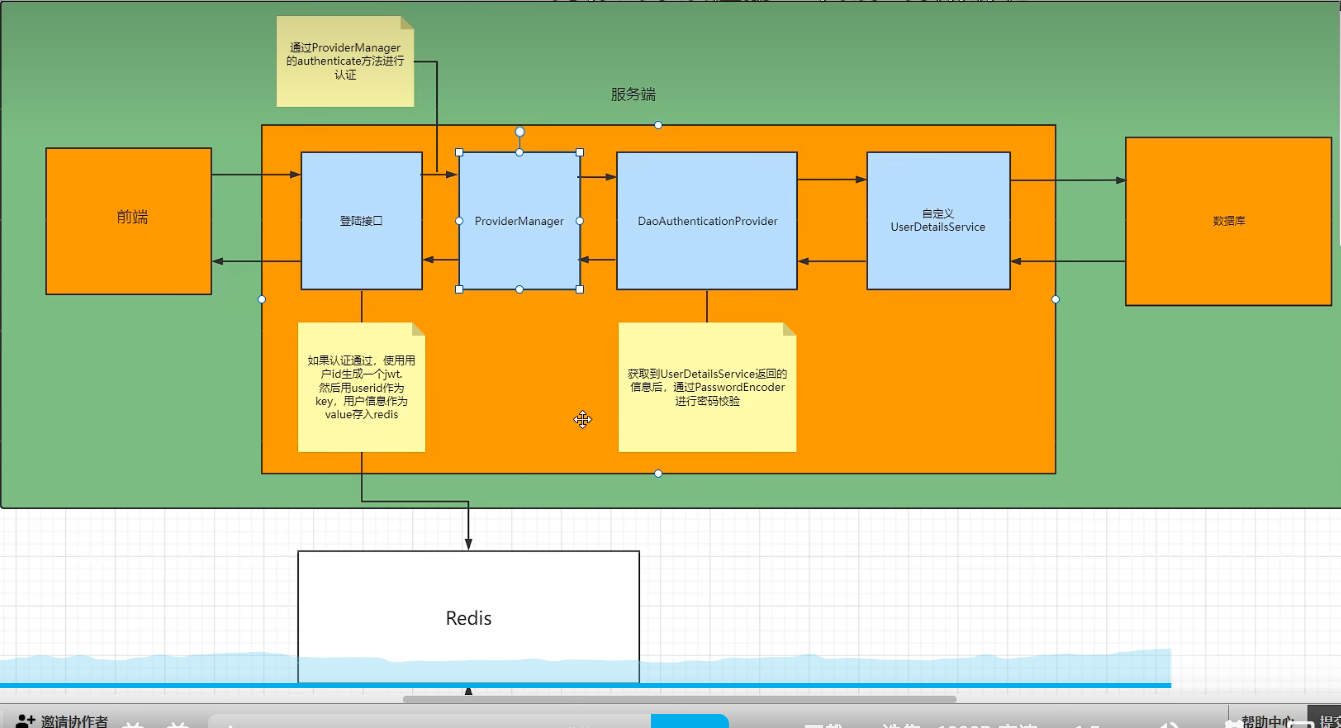 通过ProviderManager
的authenticate方法进行
认证
服务端
前端
登陆接口
ProviderManager
DaoAuthenticationProvider
自定义
UserDetailsService
数据库
如果认证通过，使用用
户id生成一个jwt.
然后用userid作为
key，用户信息作为
value存入redis
获取到UserDetailsService返回的
信息后，通过PasswordEncoder
进行密码校验
Redis
邀请协作者
帮助中心